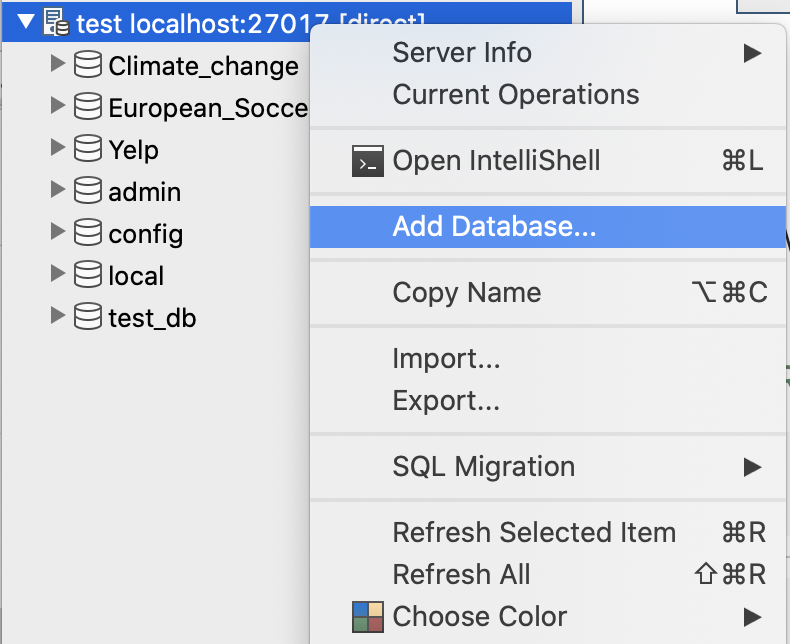 test localhost:27017 [direct]
Climate_change
European_Socce
Yelp
admin
config
local
test_db
Server Info
Current Operations
Open IntelliShell ⌘L
Add Database...
Copy Name ⌥⌘C
Import...
Export...
SQL Migration
Refresh Selected Item ⌘R
Refresh All ⇧⌘R
Choose Color